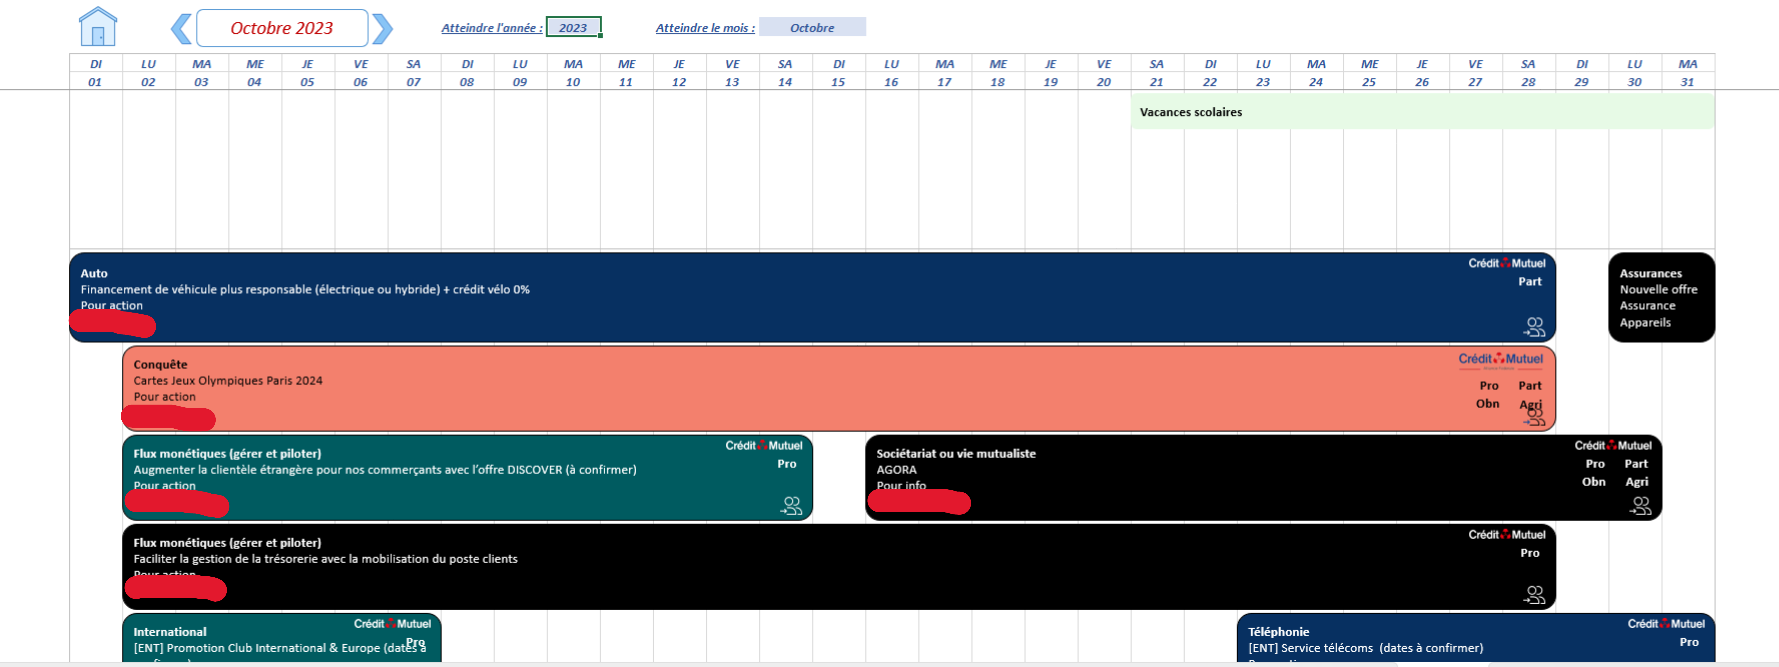 Octobre 2023
Atteindre l'année : 2023
Atteindre le mois : Octobre
DI LU MA ME JE VE SA DI LU MA ME JE VE SA DI LU MA ME JE VE SA DI LU MA ME JE VE SA DI LU MA
01 02 03 04 05 06 07 08 09 10 11 12 13 14 15 16 17 18 19 20 21 22 23 24 25 26 27 28 29 30 31
Vacances scolaires
Auto
Financement de véhicule plus responsable (électrique ou hybride) + crédit vélo 0%
Pour action
Crédit Mutuel
Part
Assurances
Nouvelle offre
Assurance
Appareils
Conquête
Cartes Jeux Olympiques Paris 2024
Pour action
Crédit Mutuel
Pro Part
Obn Agri
Flux monétiques (gérer et piloter)
Augmenter la clientèle étrangère pour nos commerçants avec l’offre DISCOVER (à confirmer)
Pour action
Crédit Mutuel
Pro
Sociétariat ou vie mutualiste
AGORA
Pour info
Crédit Mutuel
Pro Part
Obn Agri
Flux monétiques (gérer et piloter)
Faciliter la gestion de la trésorerie avec la mobilisation du poste clients
Pour action
Crédit Mutuel
Pro
International
[ENT] Promotion Club International & Europe (dates à
Crédit Mutuel
Pro
Téléphonie
[ENT] Service télécoms (dates à confirmer)
Crédit Mutuel
Pro